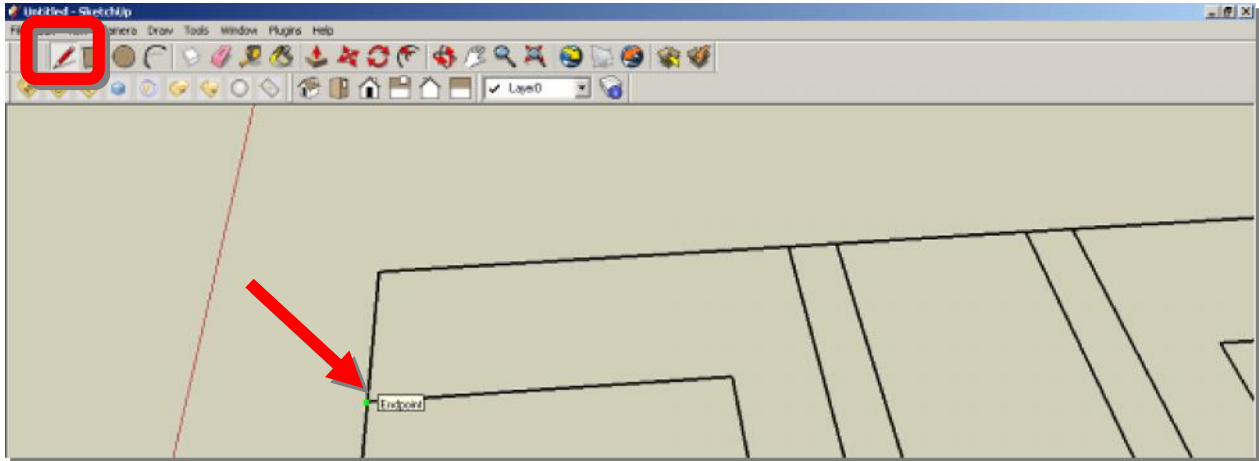 Untitled - SketchUp
Camera Draw Tools Window Plugins Help
Layer0
Endpoint